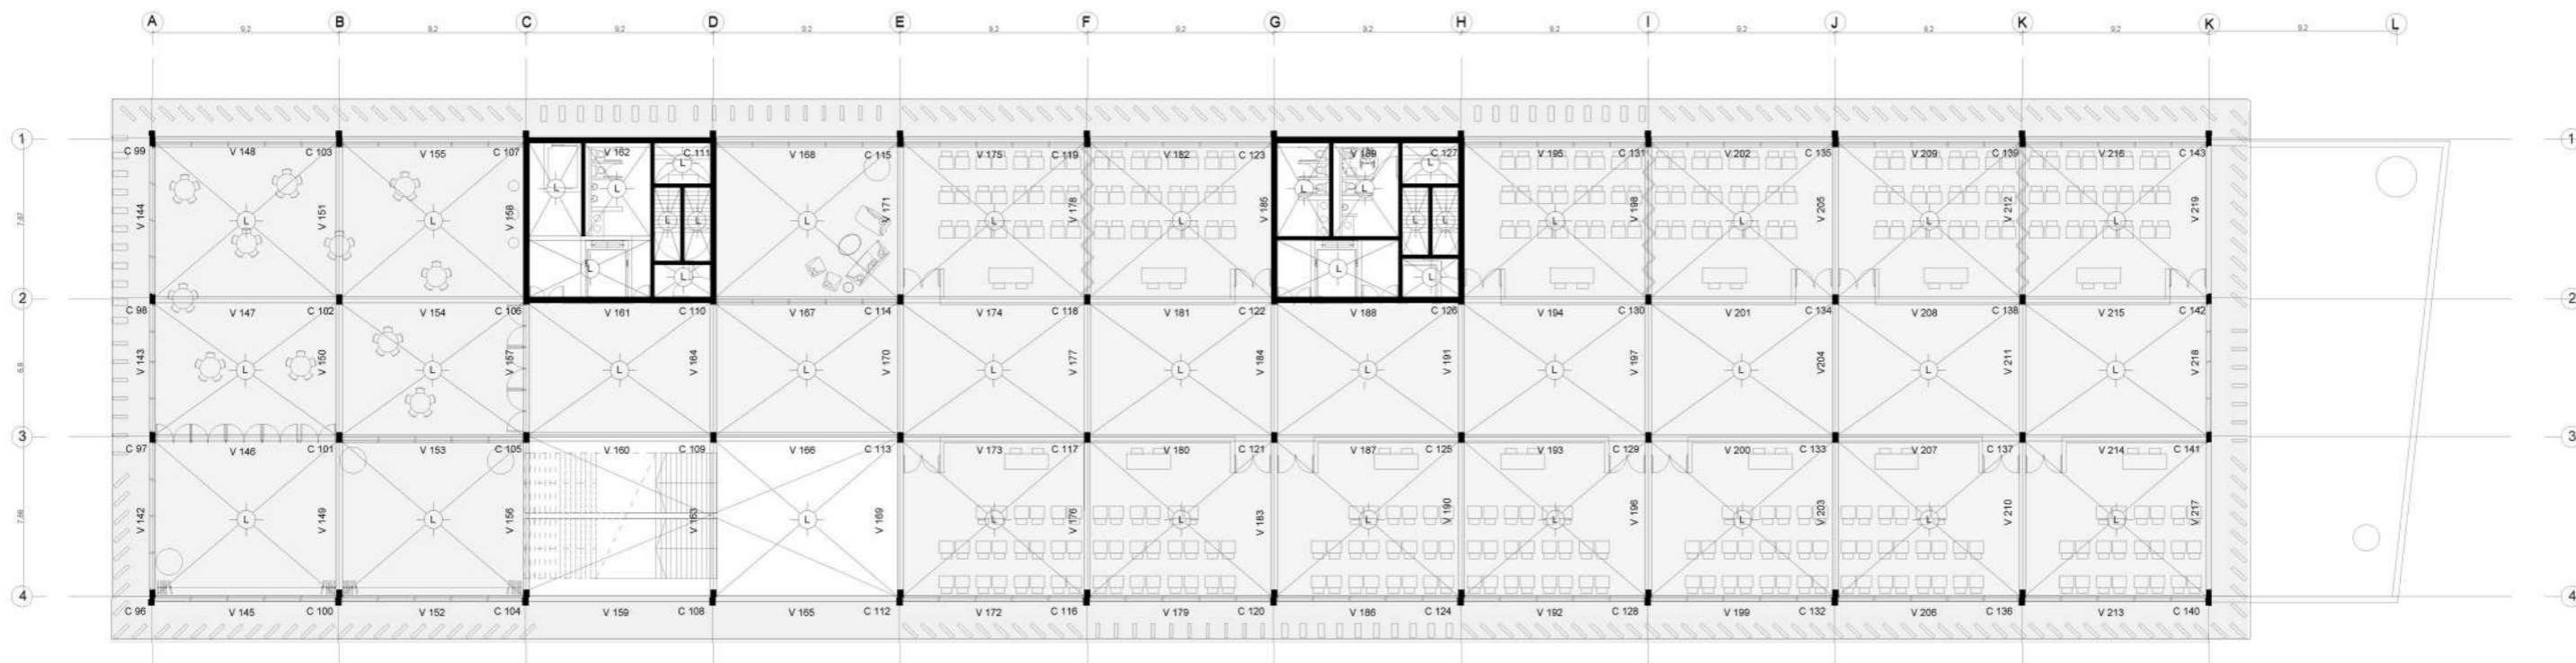 A B C D E F G H I J K K L
9,2 9,2 9,2 9,2 9,2 9,2 9,2 9,2 9,2 9,2 9,2 9,2
1 1
C 99 V 148 C 103 V 155 C 107 V 162 C 111 V 168 C 115 V 175 C 119 V 182 C 123 V 189 C 127 V 195 C 131 V 202 C 135 V 209 C 139 V 216 C 143
L L
L L L L
7,67 V 144 L V 151 L V 158 L L L V 171 L V 178 L V 185 L L L V 198 L V 205 L V 212 L V 219
L L L L
2 2
C 98 V 147 C 102 V 154 C 106 V 161 C 110 V 167 C 114 V 174 C 118 V 181 C 122 V 188 C 126 V 194 C 130 V 201 C 134 V 208 C 138 V 215 C 142
6,8 V 143 L V 150 L V 157 L V 164 L V 170 L V 177 L V 184 L V 191 L V 197 L V204 L V 211 L V 218
3 3
C 97 V 146 C 101 V 153 C 105 V 160 C 109 V 166 C 113 V 173 C 117 V 180 C 121 V 187 C 125 V 193 C 129 V 200 C 133 V 207 C 137 V 214 C 141
V 142 L V 149 L V 156 V 163 L V 169 L V 176 L V 183 L V 190 L V 196 L V 203 L V 210 L V 217
4 4
C 96 V 145 C 100 V 152 C 104 V 159 C 108 V 165 C 112 V 172 C 116 V 179 C 120 V 186 C 124 V 192 C 128 V 199 C 132 V 206 C 136 V 213 C 140